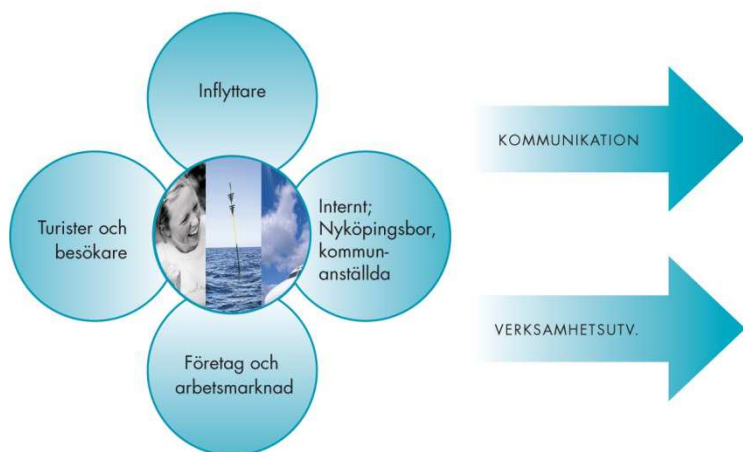 Inflyttare
Turister och
besökare
Internt;
Nyköpingsbor,
kommun-
anställda
Företag och
arbetsmarknad
KOMMUNIKATION
VERKSAMHETSUTV.